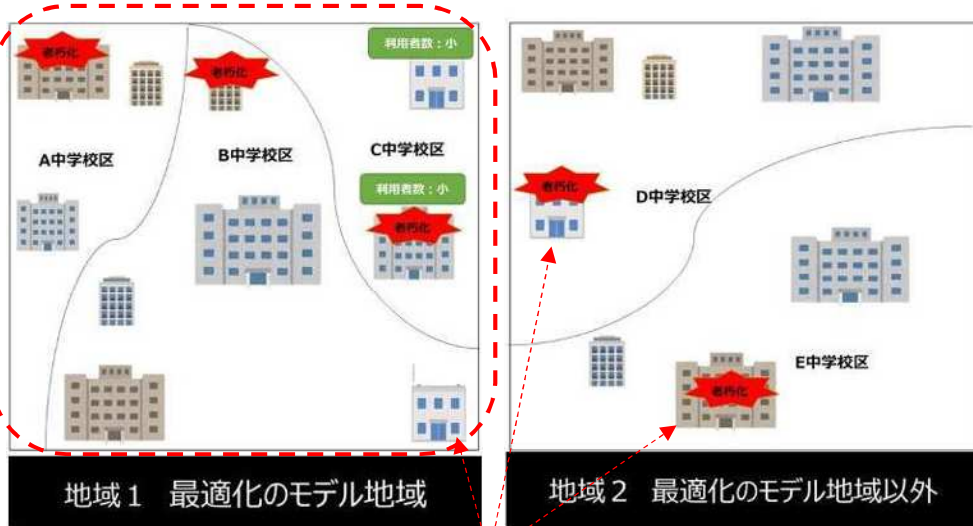 老朽化
老朽化
利用者数：小
A中学校区
B中学校区
C中学校区
利用者数：小
老朽化
地域１ 最適化のモデル地域
老朽化
D中学校区
E中学校区
老朽化
地域２ 最適化のモデル地域以外